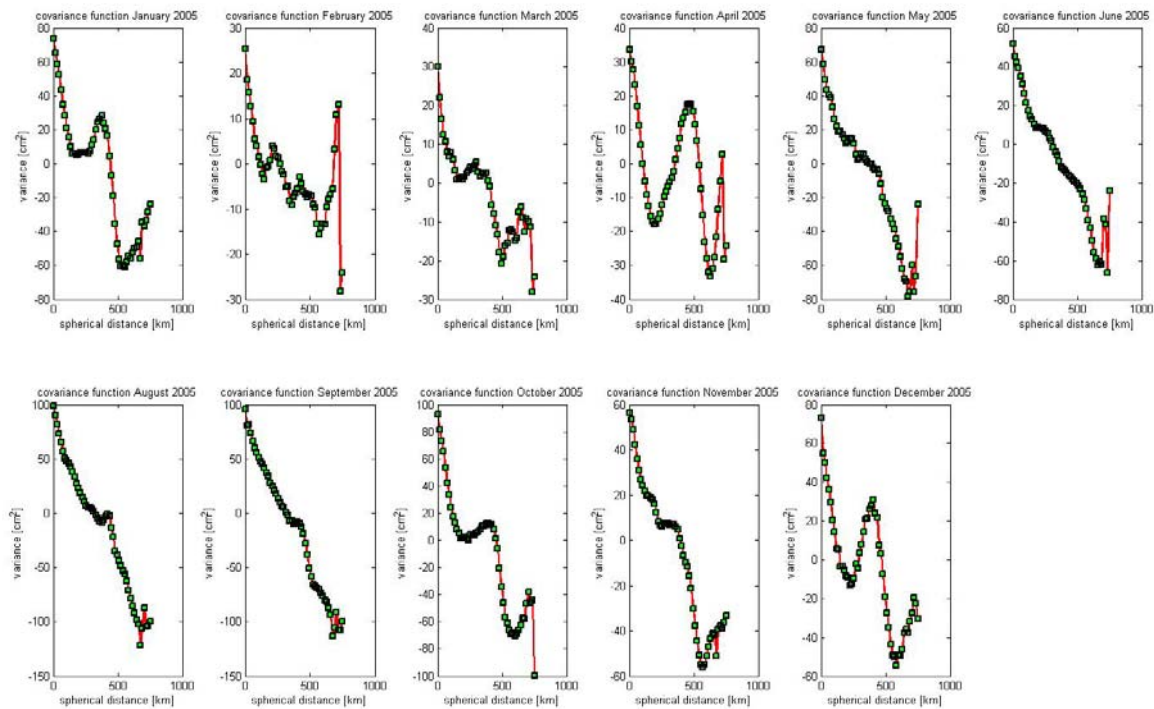 covariance function January 2005
covariance function February 2005
covariance function March 2005
covariance function April 2005
covariance function May 2005
covariance function June 2005
80
60
40
20
0
-20
-40
-60
-80
variance [cm²]
0 500 1000
spherical distance [km]
30
20
10
0
-10
-20
-30
variance [cm²]
0 500 1000
spherical distance [km]
40
30
20
10
0
-10
-20
-30
variance [cm²]
0 500 1000
spherical distance [km]
40
30
20
10
0
-10
-20
-30
-40
variance [cm²]
0 500 1000
spherical distance [km]
80
60
40
20
0
-20
-40
-60
-80
variance [cm²]
0 500 1000
spherical distance [km]
60
40
20
0
-20
-40
-60
-80
variance [cm²]
0 500 1000
spherical distance [km]
covariance function August 2005
covariance function September 2005
covariance function October 2005
covariance function November 2005
covariance function December 2005
100
50
0
-50
-100
-150
variance [cm²]
0 500 1000
spherical distance [km]
100
50
0
-50
-100
-150
variance [cm²]
0 500 1000
spherical distance [km]
100
80
60
40
20
0
-20
-40
-60
-80
-100
variance [cm²]
0 500 1000
spherical distance [km]
60
40
20
0
-20
-40
-60
variance [cm²]
0 500 1000
spherical distance [km]
80
60
40
20
0
-20
-40
-60
variance [cm²]
0 500 1000
spherical distance [km]